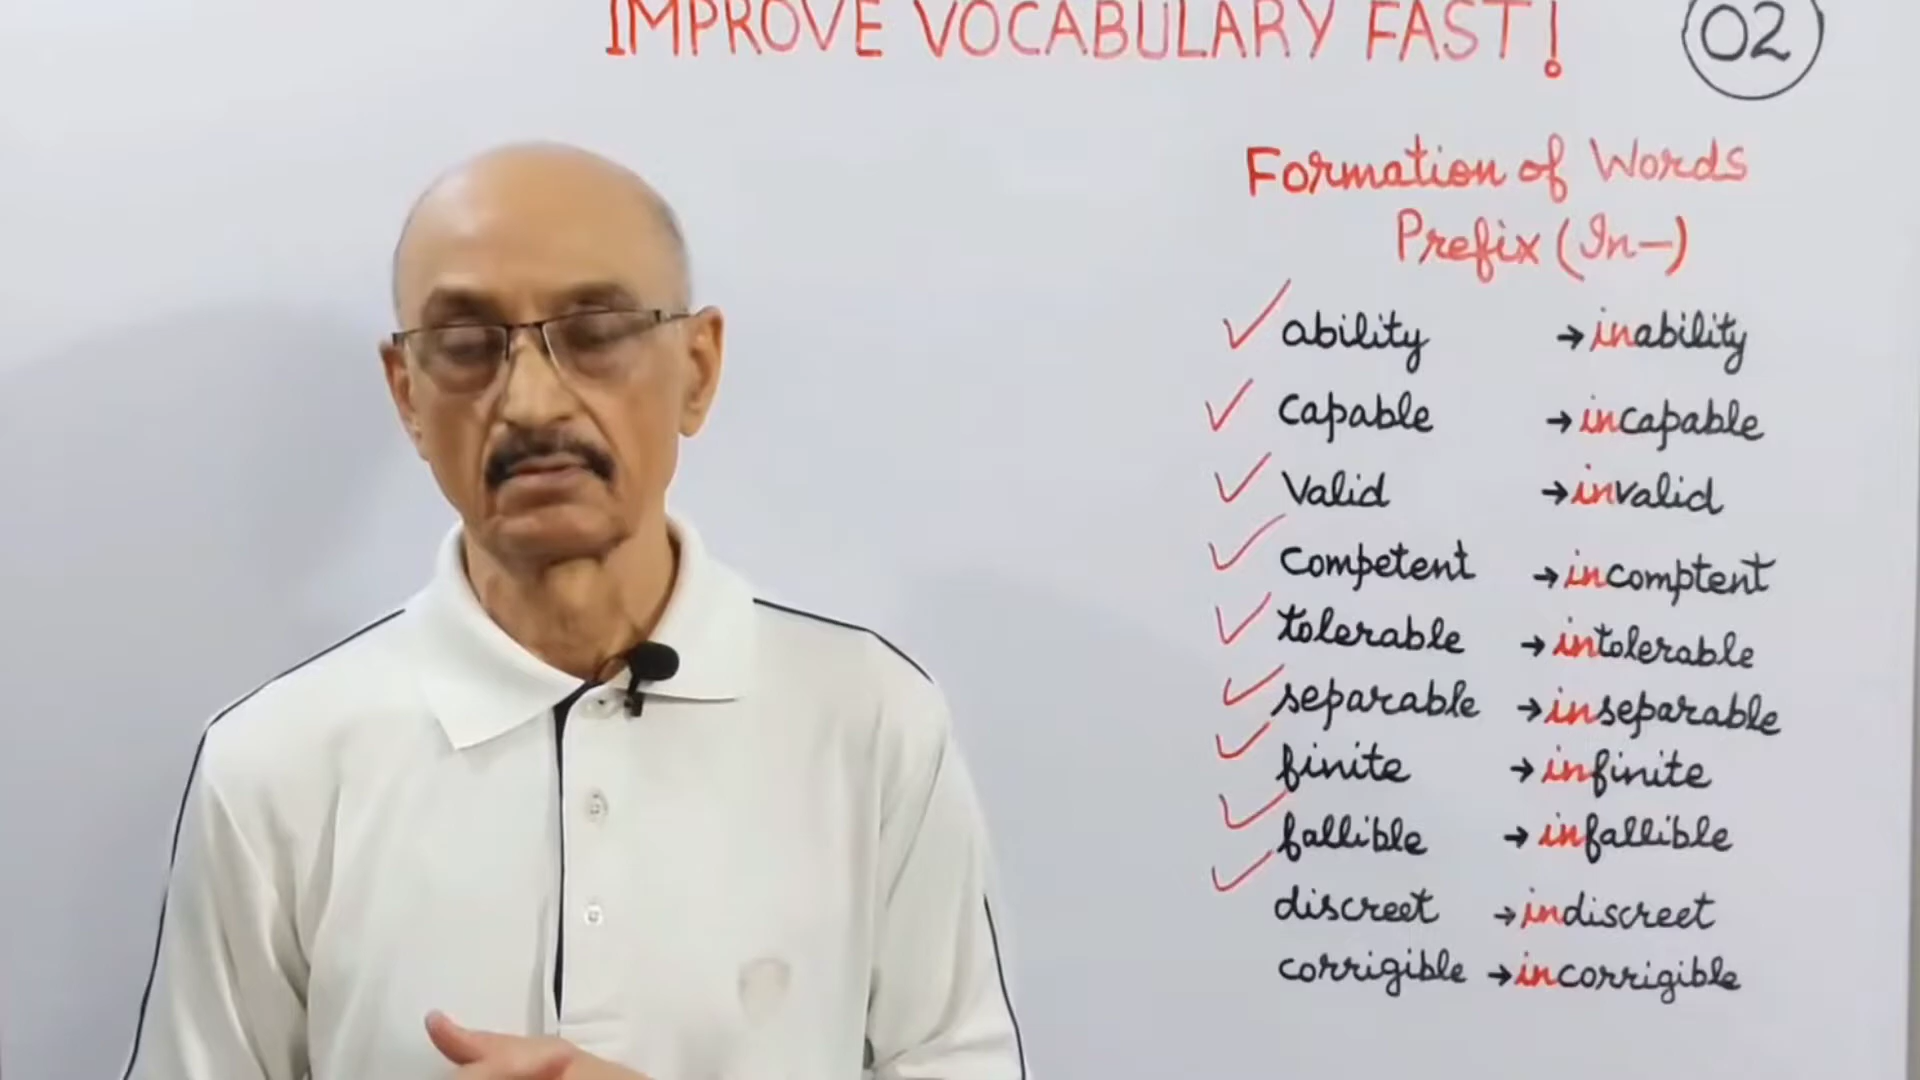 IMPROVE VOCABULARY FAST! 02
Formation of Words
Prefix (In-)
ability → inability
capable → incapable
Valid → invalid
Competent → incomptent
tolerable → intolerable
separable → inseparable
finite → infinite
fallible → infallible
discreet → indiscreet
corrigible → incorrigible